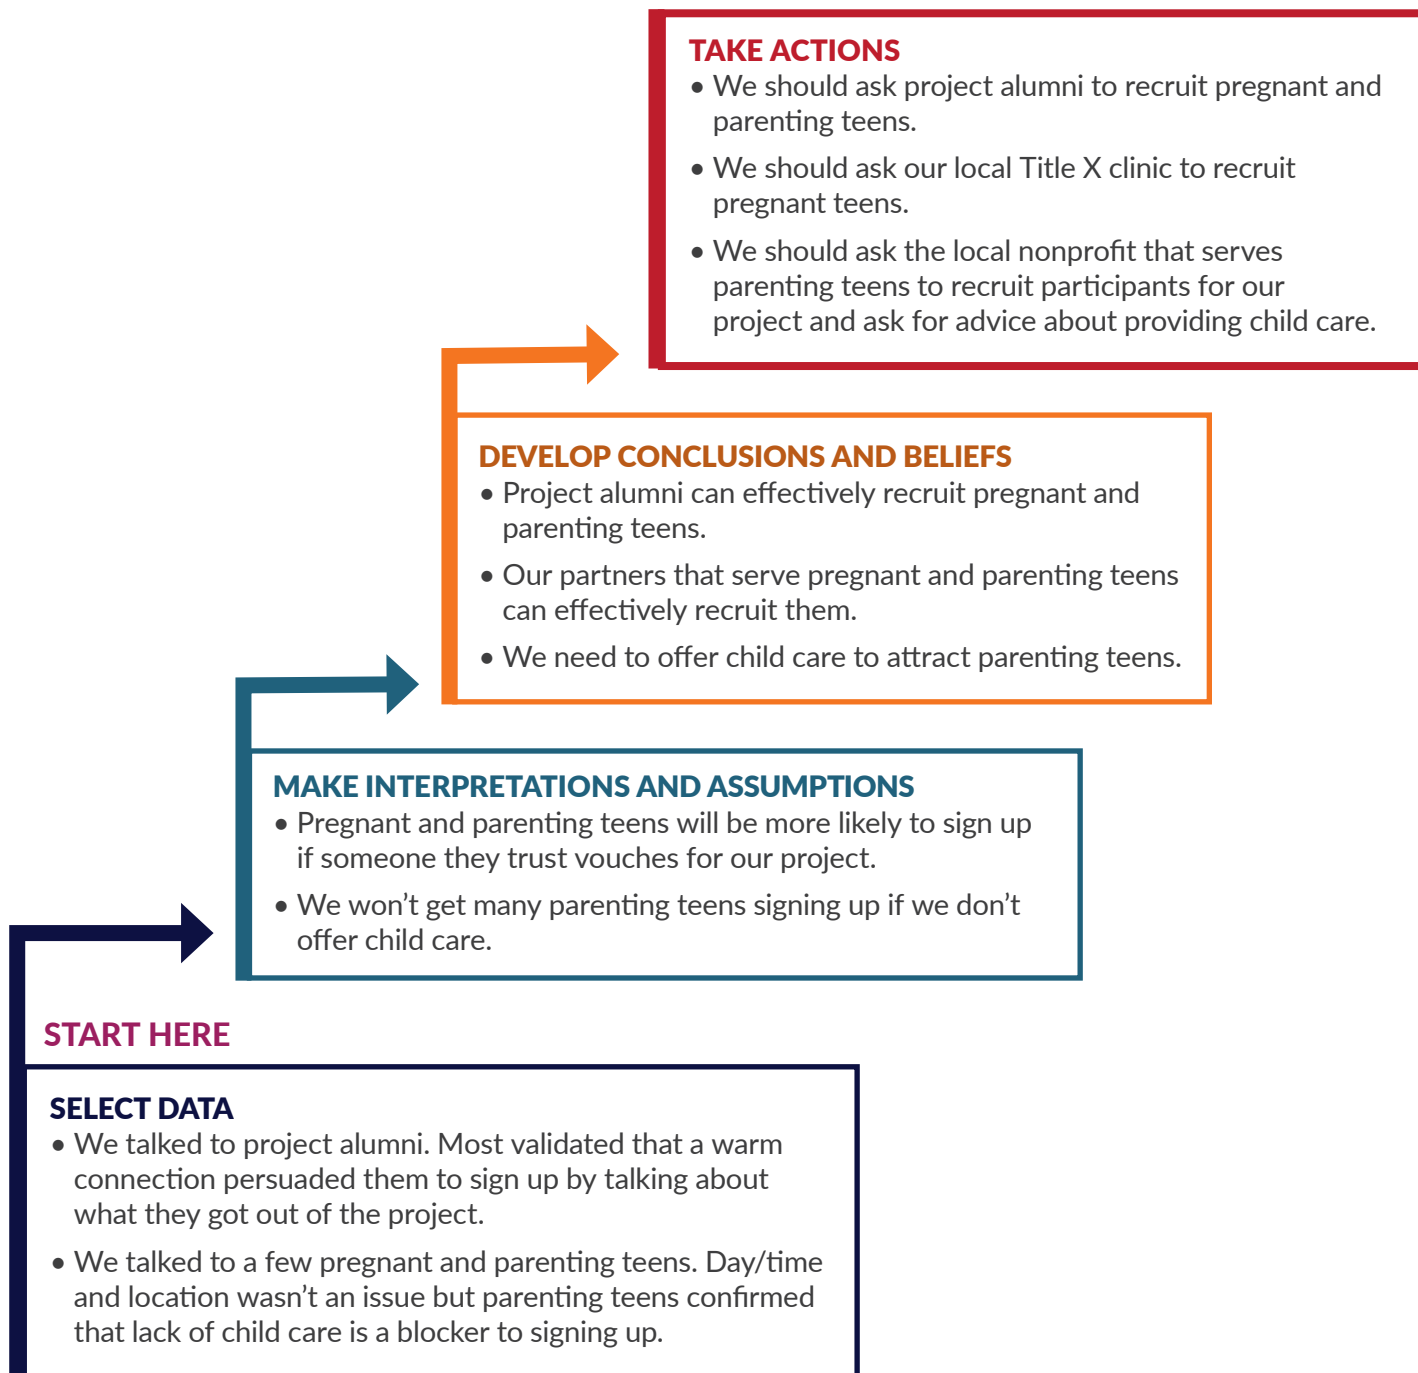 TAKE ACTIONS
• We should ask project alumni to recruit pregnant and
parenting teens.
• We should ask our local Title X clinic to recruit
pregnant teens.
• We should ask the local nonprofit that serves
parenting teens to recruit participants for our
project and ask for advice about providing child care.
DEVELOP CONCLUSIONS AND BELIEFS
• Project alumni can effectively recruit pregnant and
parenting teens.
• Our partners that serve pregnant and parenting teens
can effectively recruit them.
• We need to offer child care to attract parenting teens.
MAKE INTERPRETATIONS AND ASSUMPTIONS
• Pregnant and parenting teens will be more likely to sign up
if someone they trust vouches for our project.
• We won't get many parenting teens signing up if we don't
offer child care.
START HERE
SELECT DATA
• We talked to project alumni. Most validated that a warm
connection persuaded them to sign up by talking about
what they got out of the project.
• We talked to a few pregnant and parenting teens. Day/time
and location wasn't an issue but parenting teens confirmed
that lack of child care is a blocker to signing up.